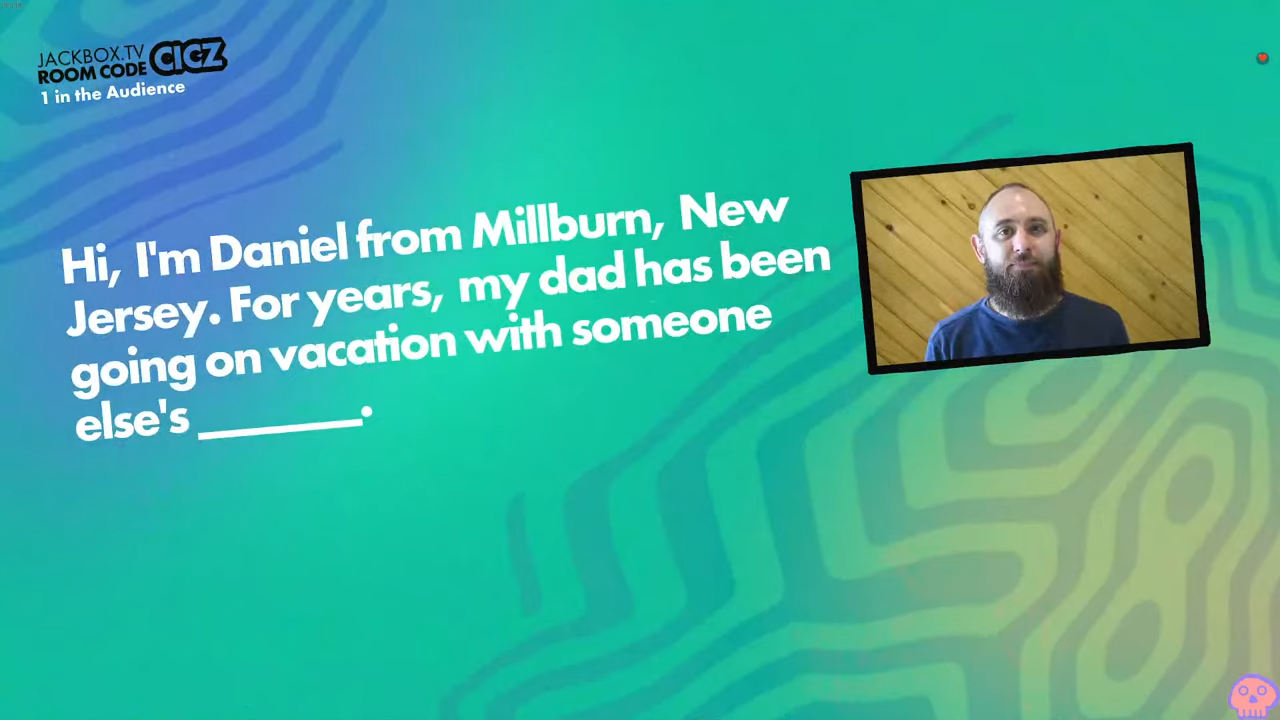 JACKBOX.TV
ROOM CODE CIGZ
1 in the Audience
Hi, I'm Daniel from Millburn, New
Jersey. For years, my dad has been
going on vacation with someone
else's ________.